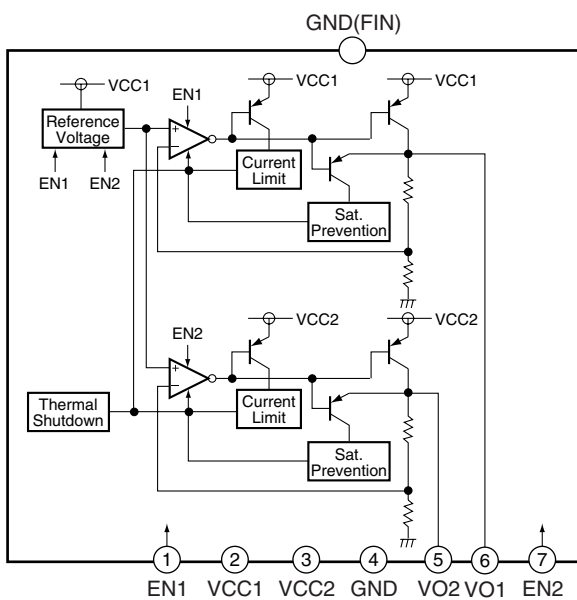 GND(FIN)
VCC1
VCC1
VCC1
EN1
Reference
Voltage
+
−
EN1
EN2
Current
Limit
Sat.
Prevention
VCC2
VCC2
EN2
+
−
Thermal
Shutdown
Current
Limit
Sat.
Prevention
1
2
3
4
5
6
7
EN1
VCC1
VCC2
GND
VO2
VO1
EN2